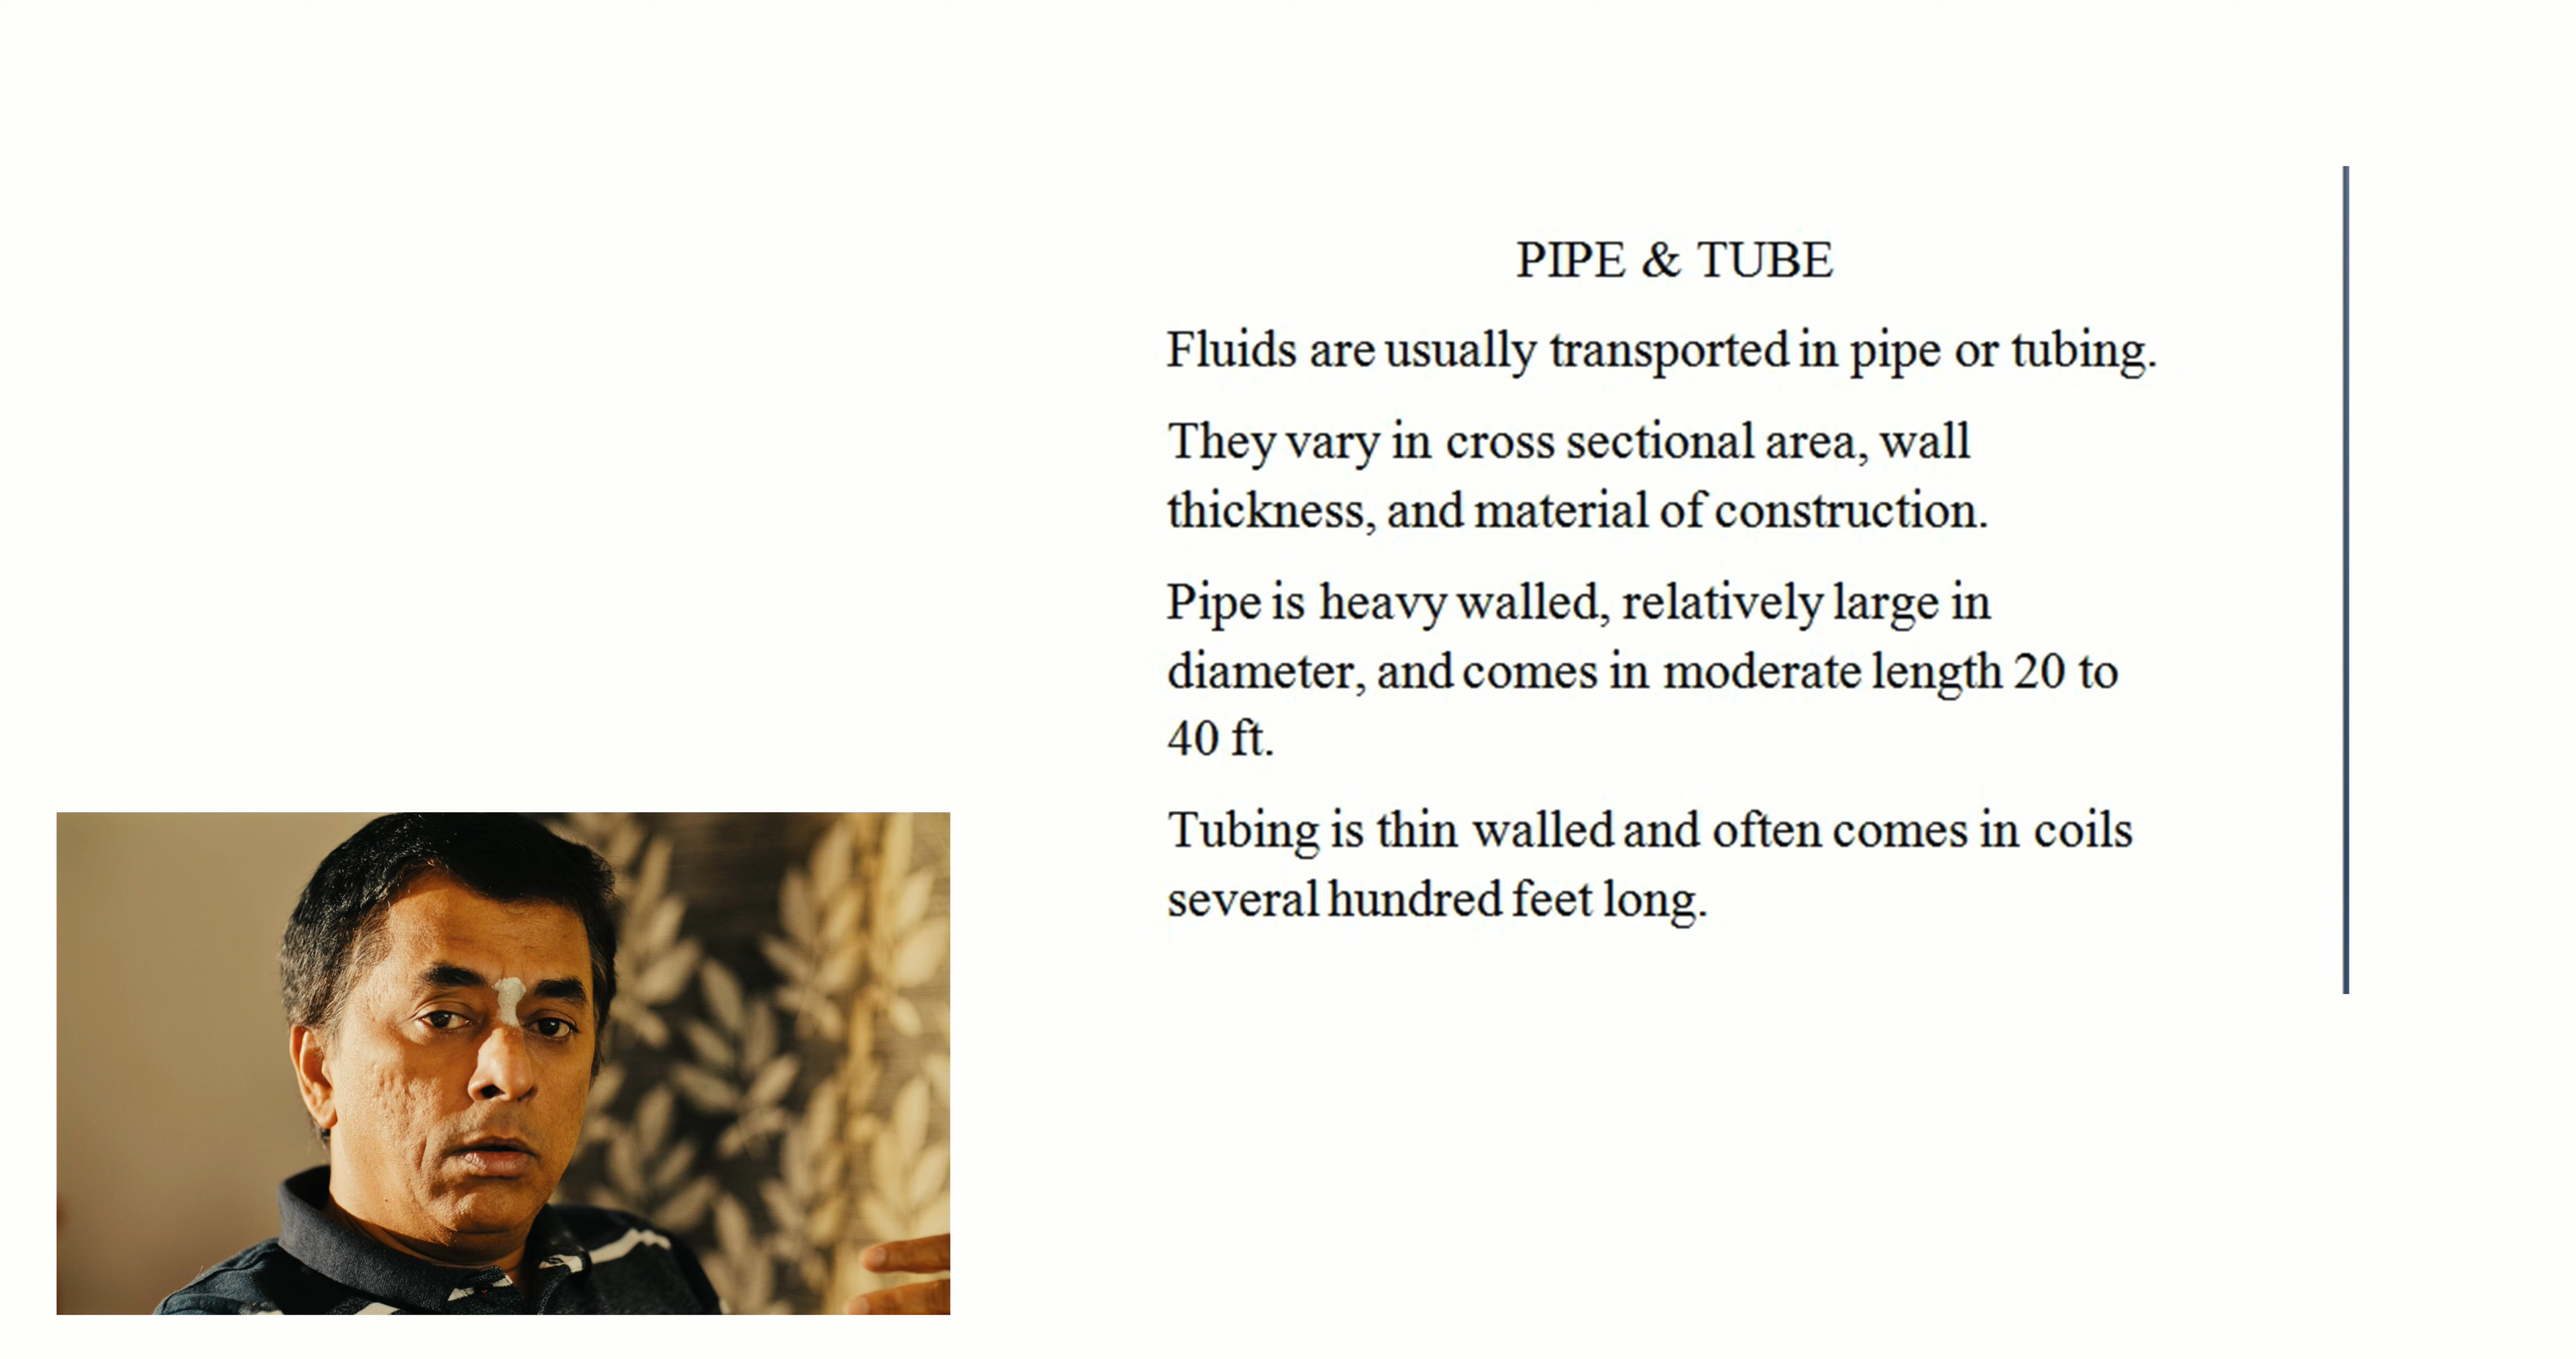 PIPE & TUBE
Fluids are usually transported in pipe or tubing.
They vary in cross sectional area, wall
thickness, and material of construction.
Pipe is heavy walled, relatively large in
diameter, and comes in moderate length 20 to
40 ft.
Tubing is thin walled and often comes in coils
several hundred feet long.